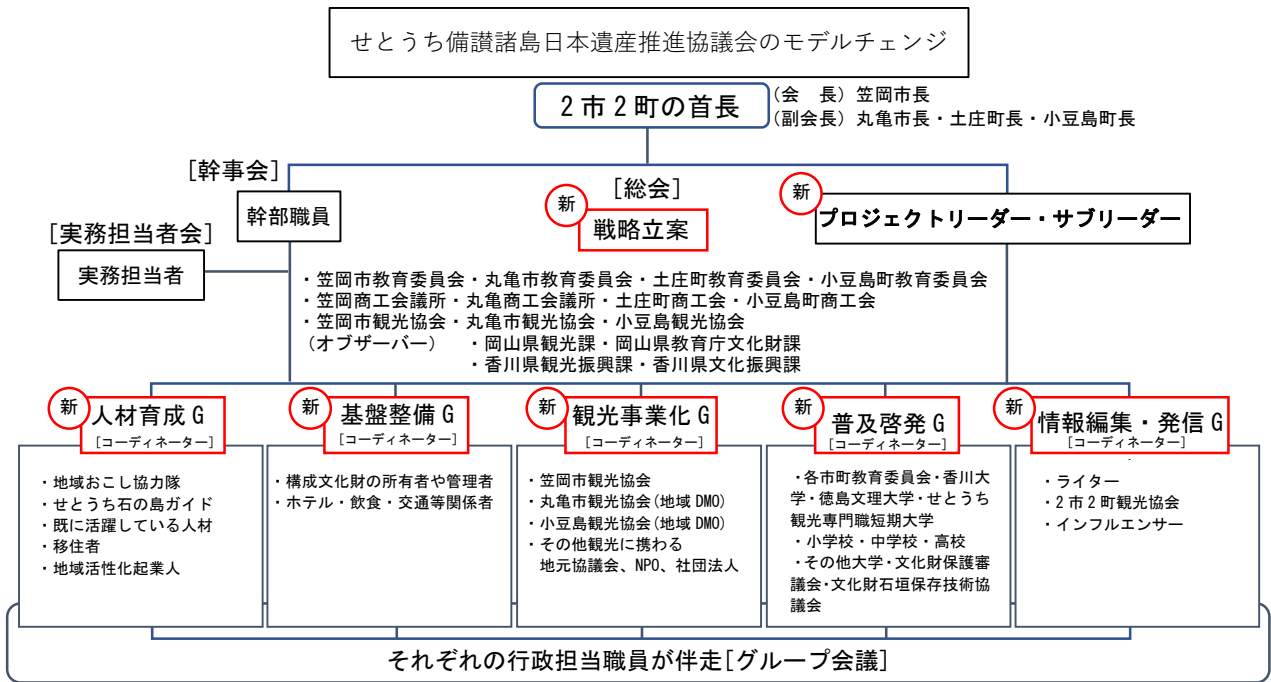 せとうち備讃諸島日本遺産推進協議会のモデルチェンジ
2市2町の首長
(会　長) 笠岡市長
(副会長) 丸亀市長・土庄町長・小豆島町長
[幹事会]
幹部職員
[総会]
新
戦略立案
新
プロジェクトリーダー・サブリーダー
[実務担当者会]
実務担当者
・笠岡市教育委員会・丸亀市教育委員会・土庄町教育委員会・小豆島町教育委員会
・笠岡商工会議所・丸亀商工会議所・土庄町商工会・小豆島町商工会
・笠岡市観光協会・丸亀市観光協会・小豆島観光協会
(オブザーバー)　・岡山県観光課・岡山県教育庁文化財課
・香川県観光振興課・香川県文化振興課
新
人材育成G
[コーディネーター]
・地域おこし協力隊
・せとうち石の島ガイド
・既に活躍している人材
・移住者
・地域活性化起業人
新
基盤整備G
[コーディネーター]
・構成文化財の所有者や管理者
・ホテル・飲食・交通等関係者
新
観光事業化G
[コーディネーター]
・笠岡市観光協会
・丸亀市観光協会(地域DMO)
・小豆島観光協会(地域DMO)
・その他観光に携わる
地元協議会、NPO、社団法人
新
普及啓発G
[コーディネーター]
・各市町教育委員会・香川大
学・徳島文理大学・せとうち
観光専門職短期大学
・小学校・中学校・高校
・その他大学・文化財保護審
議会・文化財石垣保存技術協
議会
新
情報編集・発信G
[コーディネーター]
・ライター
・2市2町観光協会
・インフルエンサー
それぞれの行政担当職員が伴走[グループ会議]